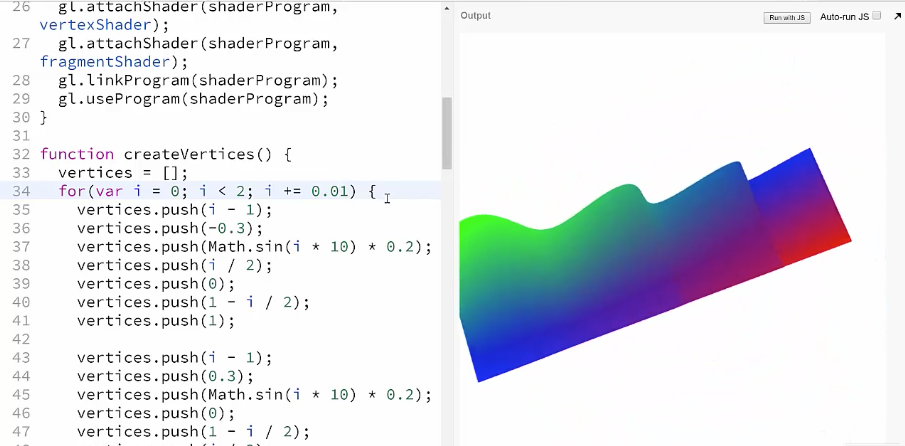 26 gl.attachShader(shaderProgram,
vertexShader);
27 gl.attachShader(shaderProgram,
fragmentShader);
28 gl.linkProgram(shaderProgram);
29 gl.useProgram(shaderProgram);
30 }
31
32 function createVertices() {
33 vertices = [];
34 for(var i = 0; i < 2; i += 0.01) {
35 vertices.push(i - 1);
36 vertices.push(-0.3);
37 vertices.push(Math.sin(i * 10) * 0.2);
38 vertices.push(i / 2);
39 vertices.push(0);
40 vertices.push(1 - i / 2);
41 vertices.push(1);
42
43 vertices.push(i - 1);
44 vertices.push(0.3);
45 vertices.push(Math.sin(i * 10) * 0.2);
46 vertices.push(0);
47 vertices.push(1 - i / 2);
Output
Run with JS
Auto-run JS